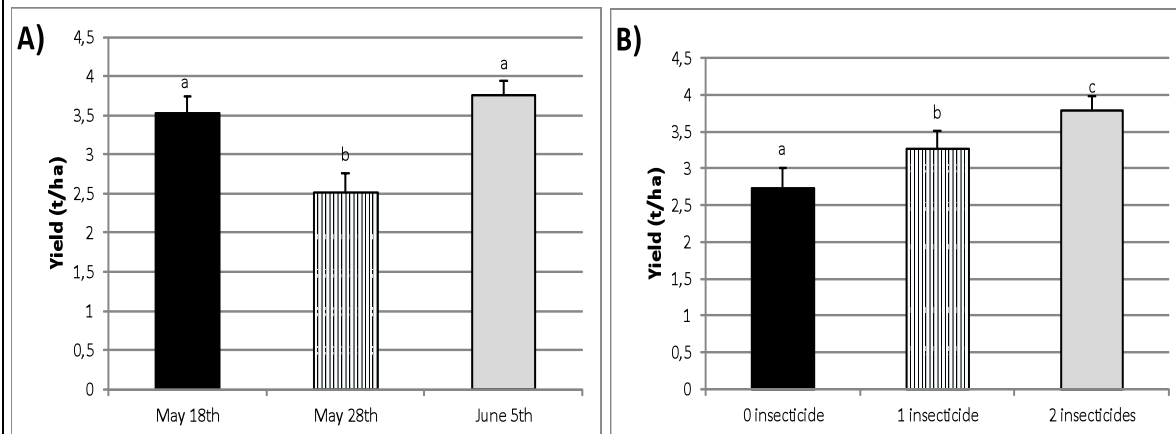 A)
Yield (t/ha)
4,5
4
3,5
3
2,5
2
1,5
1
0,5
0
a
b
a
May 18th
May 28th
June 5th
B)
Yield (t/ha)
4,5
4
3,5
3
2,5
2
1,5
1
0,5
0
a
b
c
0 insecticide
1 insecticide
2 insecticides